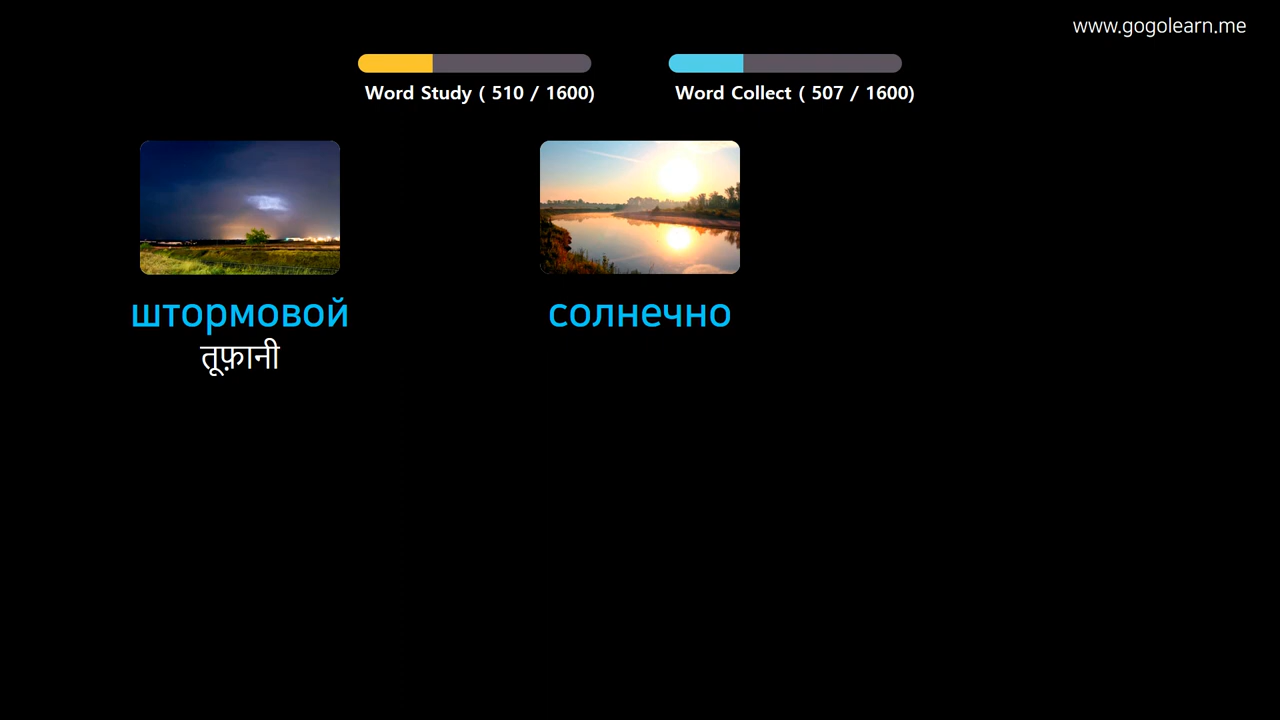 www.gogolearn.me
Word Study ( 510 / 1600)
Word Collect ( 507 / 1600)
штормовой
तूफ़ानी
солнечно